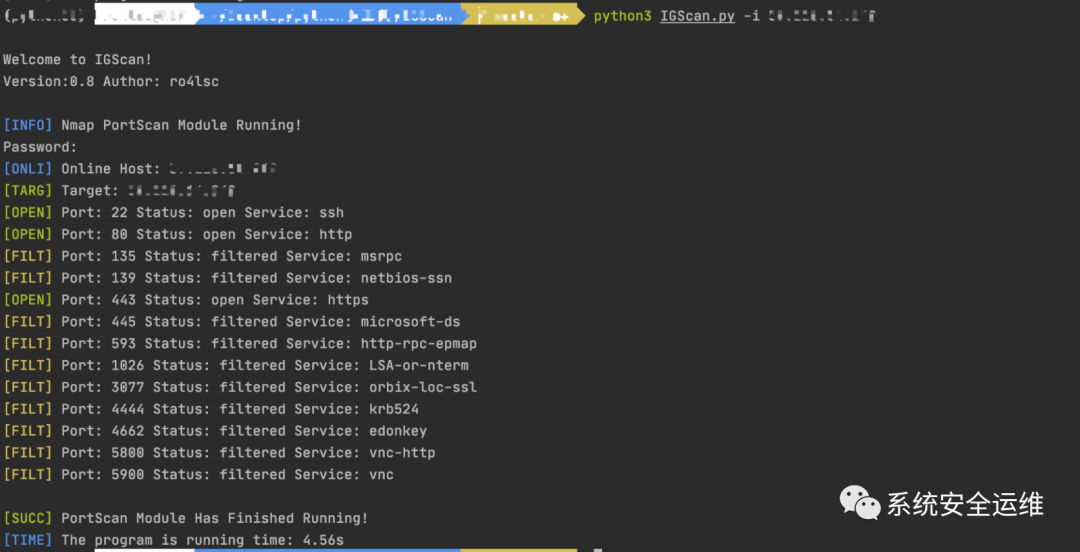 python3 IGScan.py -i
Welcome to IGScan!
Version:0.8 Author: ro4lsc
[INFO] Nmap PortScan Module Running!
Password:
[ONLI] Online Host:
[TARG] Target:
[OPEN] Port: 22 Status: open Service: ssh
[OPEN] Port: 80 Status: open Service: http
[FILT] Port: 135 Status: filtered Service: msrpc
[FILT] Port: 139 Status: filtered Service: netbios-ssn
[OPEN] Port: 443 Status: open Service: https
[FILT] Port: 445 Status: filtered Service: microsoft-ds
[FILT] Port: 593 Status: filtered Service: http-rpc-epmap
[FILT] Port: 1026 Status: filtered Service: LSA-or-nterm
[FILT] Port: 3077 Status: filtered Service: orbix-loc-ssl
[FILT] Port: 4444 Status: filtered Service: krb524
[FILT] Port: 4662 Status: filtered Service: edonkey
[FILT] Port: 5800 Status: filtered Service: vnc-http
[FILT] Port: 5900 Status: filtered Service: vnc
系统安全运维
[SUCC] PortScan Module Has Finished Running!
[TIME] The program is running time: 4.56s